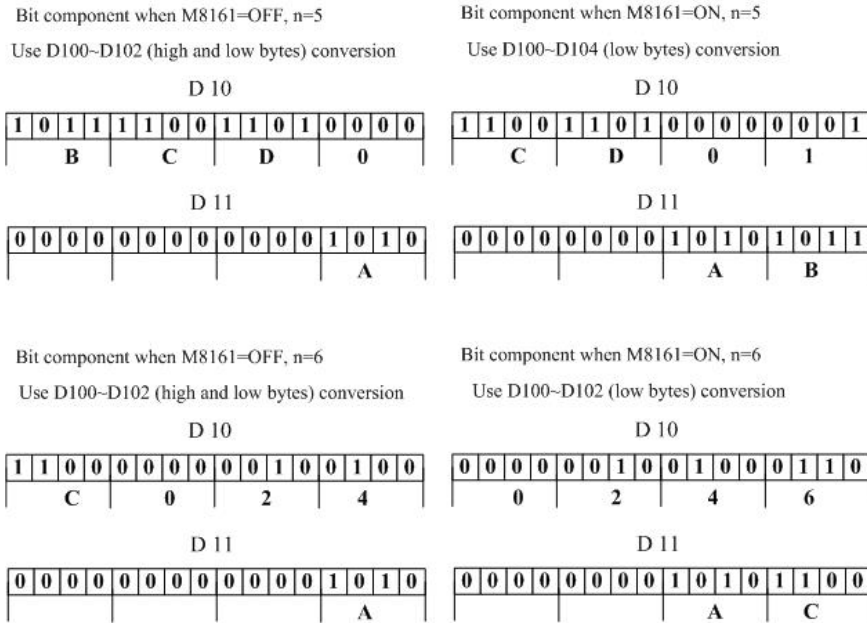 Bit component when M8161=OFF, n=5
Use D100~D102 (high and low bytes) conversion
D 10
1 0 1 1 1 1 0 0 1 1 0 1 0 0 0 0
B C D 0
D 11
0 0 0 0 0 0 0 0 0 0 0 0 1 0 1 0
A
Bit component when M8161=ON, n=5
Use D100~D104 (low bytes) conversion
D 10
1 1 0 0 1 1 0 1 0 0 0 0 0 0 0 1
C D 0 1
D 11
0 0 0 0 0 0 0 0 1 0 1 0 1 0 1 1
A B
Bit component when M8161=OFF, n=6
Use D100~D102 (high and low bytes) conversion
D 10
1 1 0 0 0 0 0 0 0 0 1 0 0 1 0 0
C 0 2 4
D 11
0 0 0 0 0 0 0 0 0 0 0 0 1 0 1 0
A
Bit component when M8161=ON, n=6
Use D100~D102 (low bytes) conversion
D 10
0 0 0 0 0 0 1 0 0 1 0 0 0 1 1 0
0 2 4 6
D 11
0 0 0 0 0 0 0 0 1 0 1 0 1 1 0 0
A C